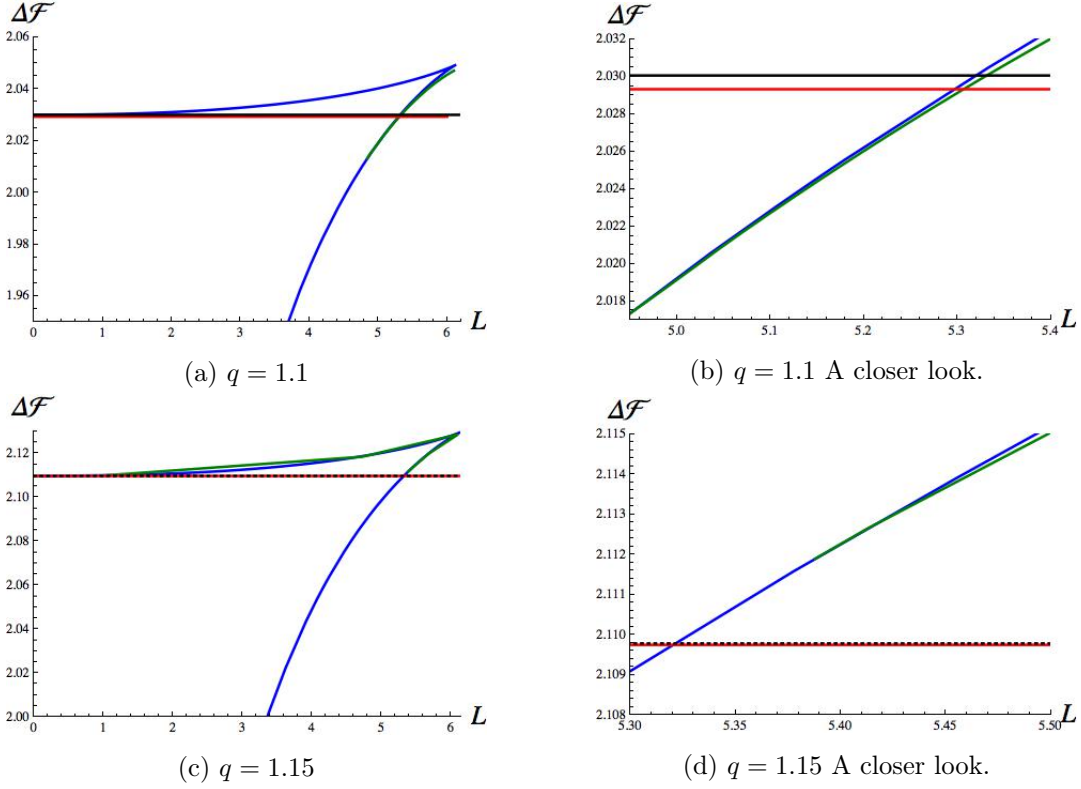 Δℱ
2.06
2.04
2.02
2.00
1.98
1.96
0 1 2 3 4 5 6 L
(a) q = 1.1
Δℱ
2.032
2.030
2.028
2.026
2.024
2.022
2.020
2.018
5.0 5.1 5.2 5.3 5.4 L
(b) q = 1.1 A closer look.
Δℱ
2.12
2.10
2.08
2.06
2.04
2.02
2.00
0 1 2 3 4 5 6 L
(c) q = 1.15
Δℱ
2.115
2.114
2.113
2.112
2.111
2.110
2.109
2.108
5.30 5.35 5.40 5.45 5.50 L
(d) q = 1.15 A closer look.